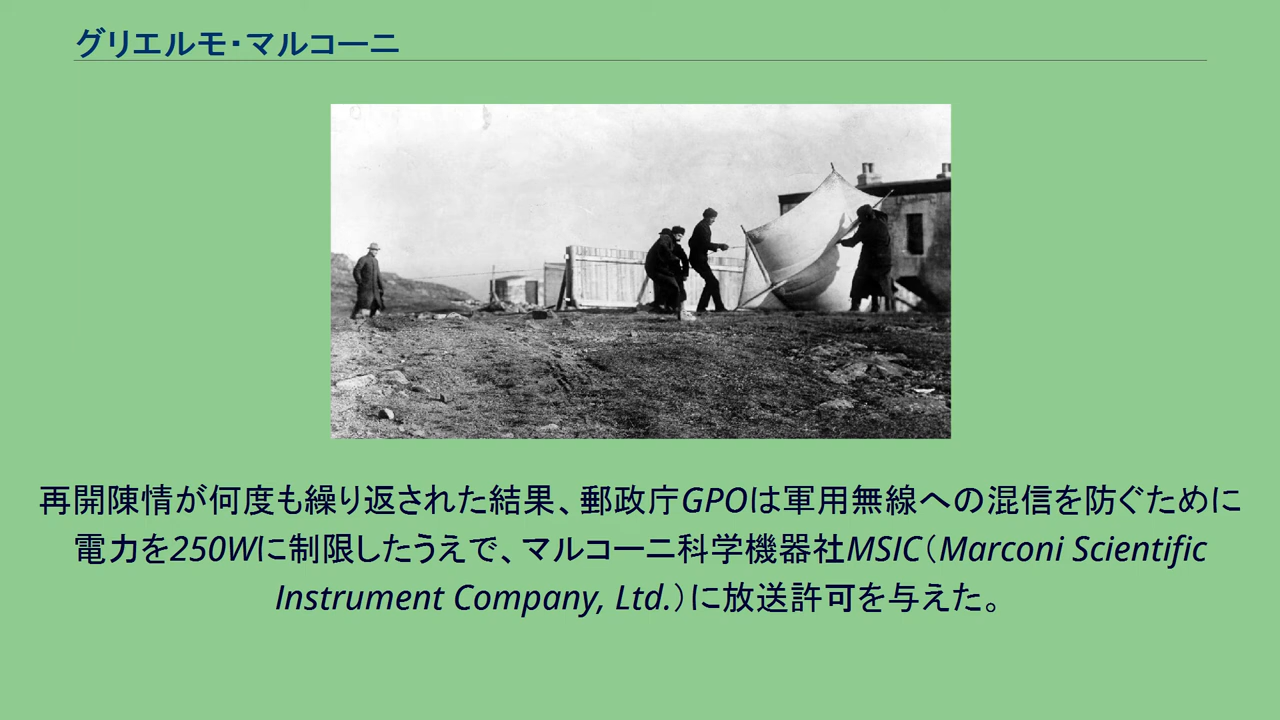 グリエルモ・マルコーニ
再開陳情が何度も繰り返された結果、郵政庁GPOは軍用無線への混信を防ぐために
電力を250Wに制限したうえで、マルコーニ科学機器社MSIC（Marconi Scientific
Instrument Company, Ltd.）に放送許可を与えた。